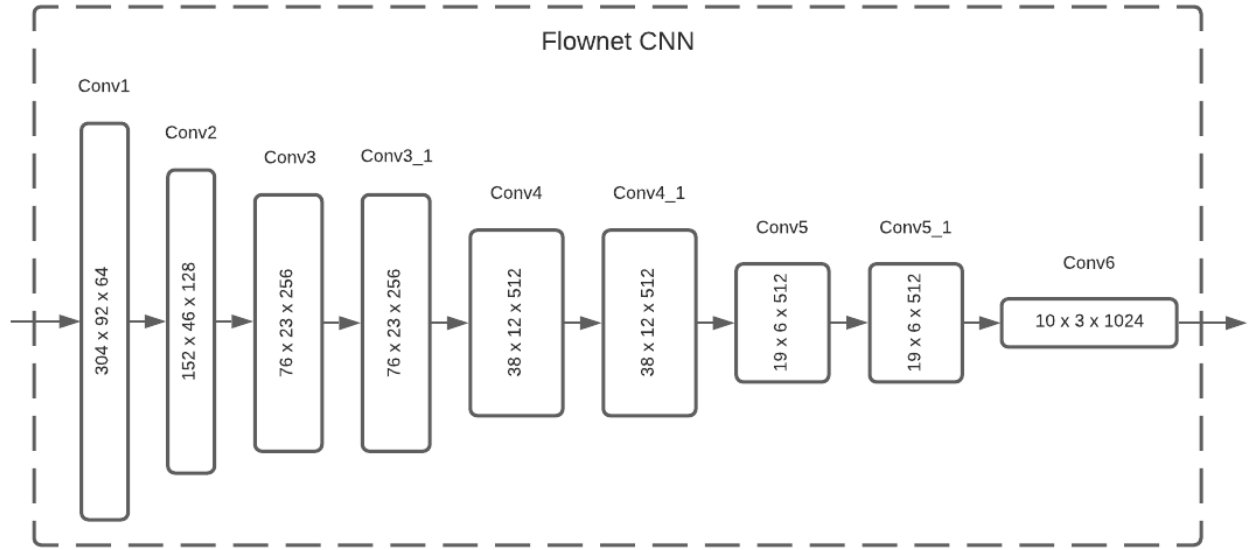 Flownet CNN
Conv1
Conv2
Conv3
Conv3_1
Conv4
Conv4_1
Conv5
Conv5_1
Conv6
304 x 92 x 64
152 x 46 x 128
76 x 23 x 256
76 x 23 x 256
38 x 12 x 512
38 x 12 x 512
19 x 6 x 512
19 x 6 x 512
10 x 3 x 1024